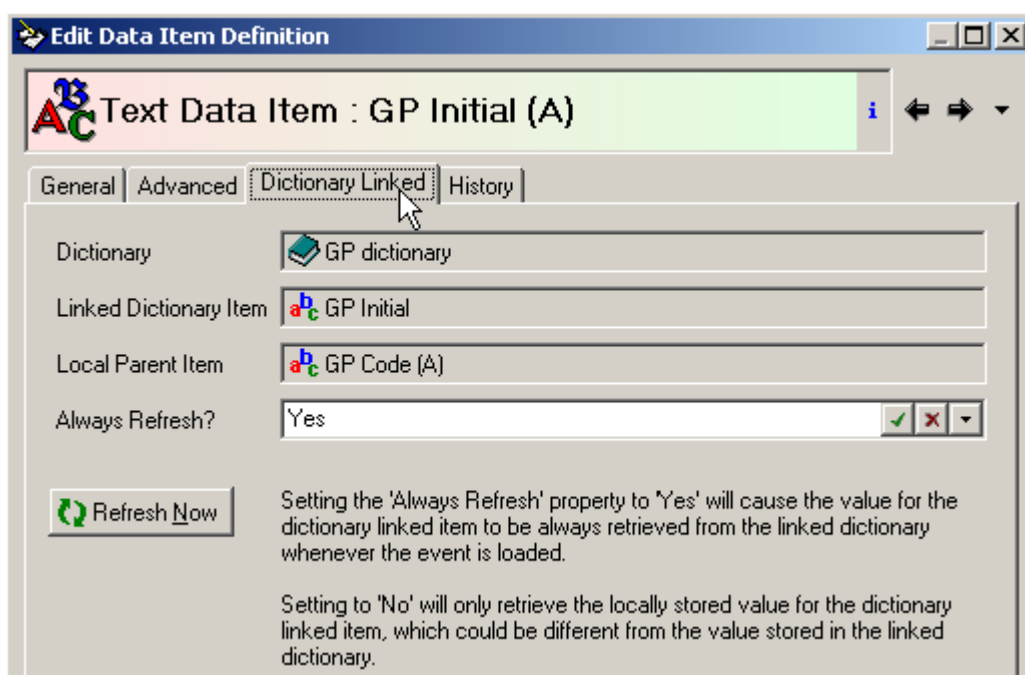 Edit Data Item Definition
Text Data Item : GP Initial (A)
General Advanced Dictionary Linked History
Dictionary GP dictionary
Linked Dictionary Item GP Initial
Local Parent Item GP Code (A)
Always Refresh? Yes
Refresh Now
Setting the 'Always Refresh' property to 'Yes' will cause the value for the
dictionary linked item to be always retrieved from the linked dictionary
whenever the event is loaded.
Setting to 'No' will only retrieve the locally stored value for the dictionary
linked item, which could be different from the value stored in the linked
dictionary.